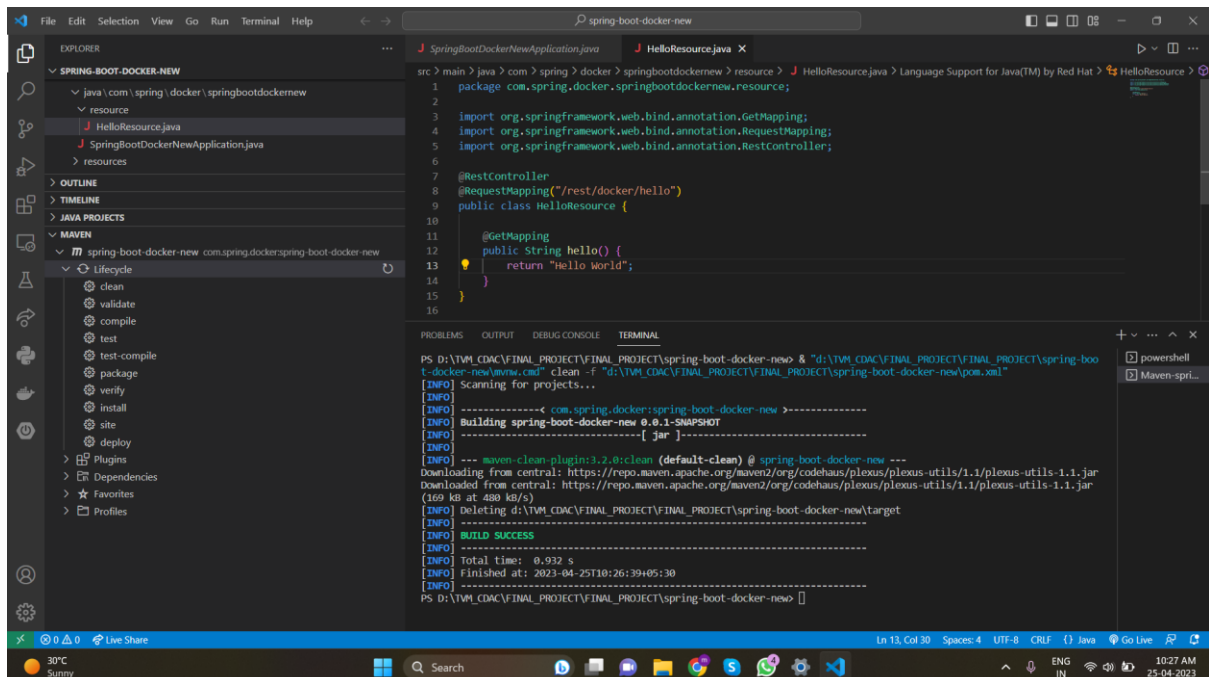 File Edit Selection View Go Run Terminal Help
spring-boot-docker-new
EXPLORER
SPRING-BOOT-DOCKER-NEW
java\com\spring\docker\springbootdockernew
resource
HelloResource.java
SpringBootDockerNewApplication.java
resources
OUTLINE
TIMELINE
JAVA PROJECTS
MAVEN
spring-boot-docker-new com.spring.docker:spring-boot-docker-new
Lifecycle
clean
validate
compile
test
test-compile
package
verify
install
site
deploy
Plugins
Dependencies
Favorites
Profiles
SpringBootDockerNewApplication.java HelloResource.java
src > main > java > com > spring > docker > springbootdockernew > resource > HelloResource.java > Language Support for Java(TM) by Red Hat > HelloResource >
1 package com.spring.docker.springbootdockernew.resource;
2
3 import org.springframework.web.bind.annotation.GetMapping;
4 import org.springframework.web.bind.annotation.RequestMapping;
5 import org.springframework.web.bind.annotation.RestController;
6
7 @RestController
8 @RequestMapping("/rest/docker/hello")
9 public class HelloResource {
10
11 @GetMapping
12 public String hello() {
13 return "Hello World";
14 }
15 }
16
PROBLEMS OUTPUT DEBUG CONSOLE TERMINAL
PS D:\TVM_CDAC\FINAL_PROJECT\FINAL_PROJECT\spring-boot-docker-new> & "d:\TVM_CDAC\FINAL_PROJECT\FINAL_PROJECT\spring-boo
t-docker-new\mvnw.cmd" clean -f "d:\TVM_CDAC\FINAL_PROJECT\FINAL_PROJECT\spring-boot-docker-new\pom.xml"
[INFO] Scanning for projects...
[INFO]
[INFO] --------------< com.spring.docker:spring-boot-docker-new >--------------
[INFO] Building spring-boot-docker-new 0.0.1-SNAPSHOT
[INFO] --------------------------------[ jar ]---------------------------------
[INFO]
[INFO] --- maven-clean-plugin:3.2.0:clean (default-clean) @ spring-boot-docker-new ---
Downloading from central: https://repo.maven.apache.org/maven2/org/codehaus/plexus/plexus-utils/1.1/plexus-utils-1.1.jar
Downloaded from central: https://repo.maven.apache.org/maven2/org/codehaus/plexus/plexus-utils/1.1/plexus-utils-1.1.jar
(169 kB at 480 kB/s)
[INFO] Deleting d:\TVM_CDAC\FINAL_PROJECT\FINAL_PROJECT\spring-boot-docker-new\target
[INFO] ------------------------------------------------------------------------
[INFO] BUILD SUCCESS
[INFO] ------------------------------------------------------------------------
[INFO] Total time:  0.932 s
[INFO] Finished at: 2023-04-25T10:26:39+05:30
[INFO] ------------------------------------------------------------------------
PS D:\TVM_CDAC\FINAL_PROJECT\FINAL_PROJECT\spring-boot-docker-new>
powershell
Maven-spri...
0 0 Live Share
Ln 13, Col 30 Spaces: 4 UTF-8 CRLF {} Java Go Live
30°C
Sunny
Search
4
ENG
IN
10:27 AM
25-04-2023